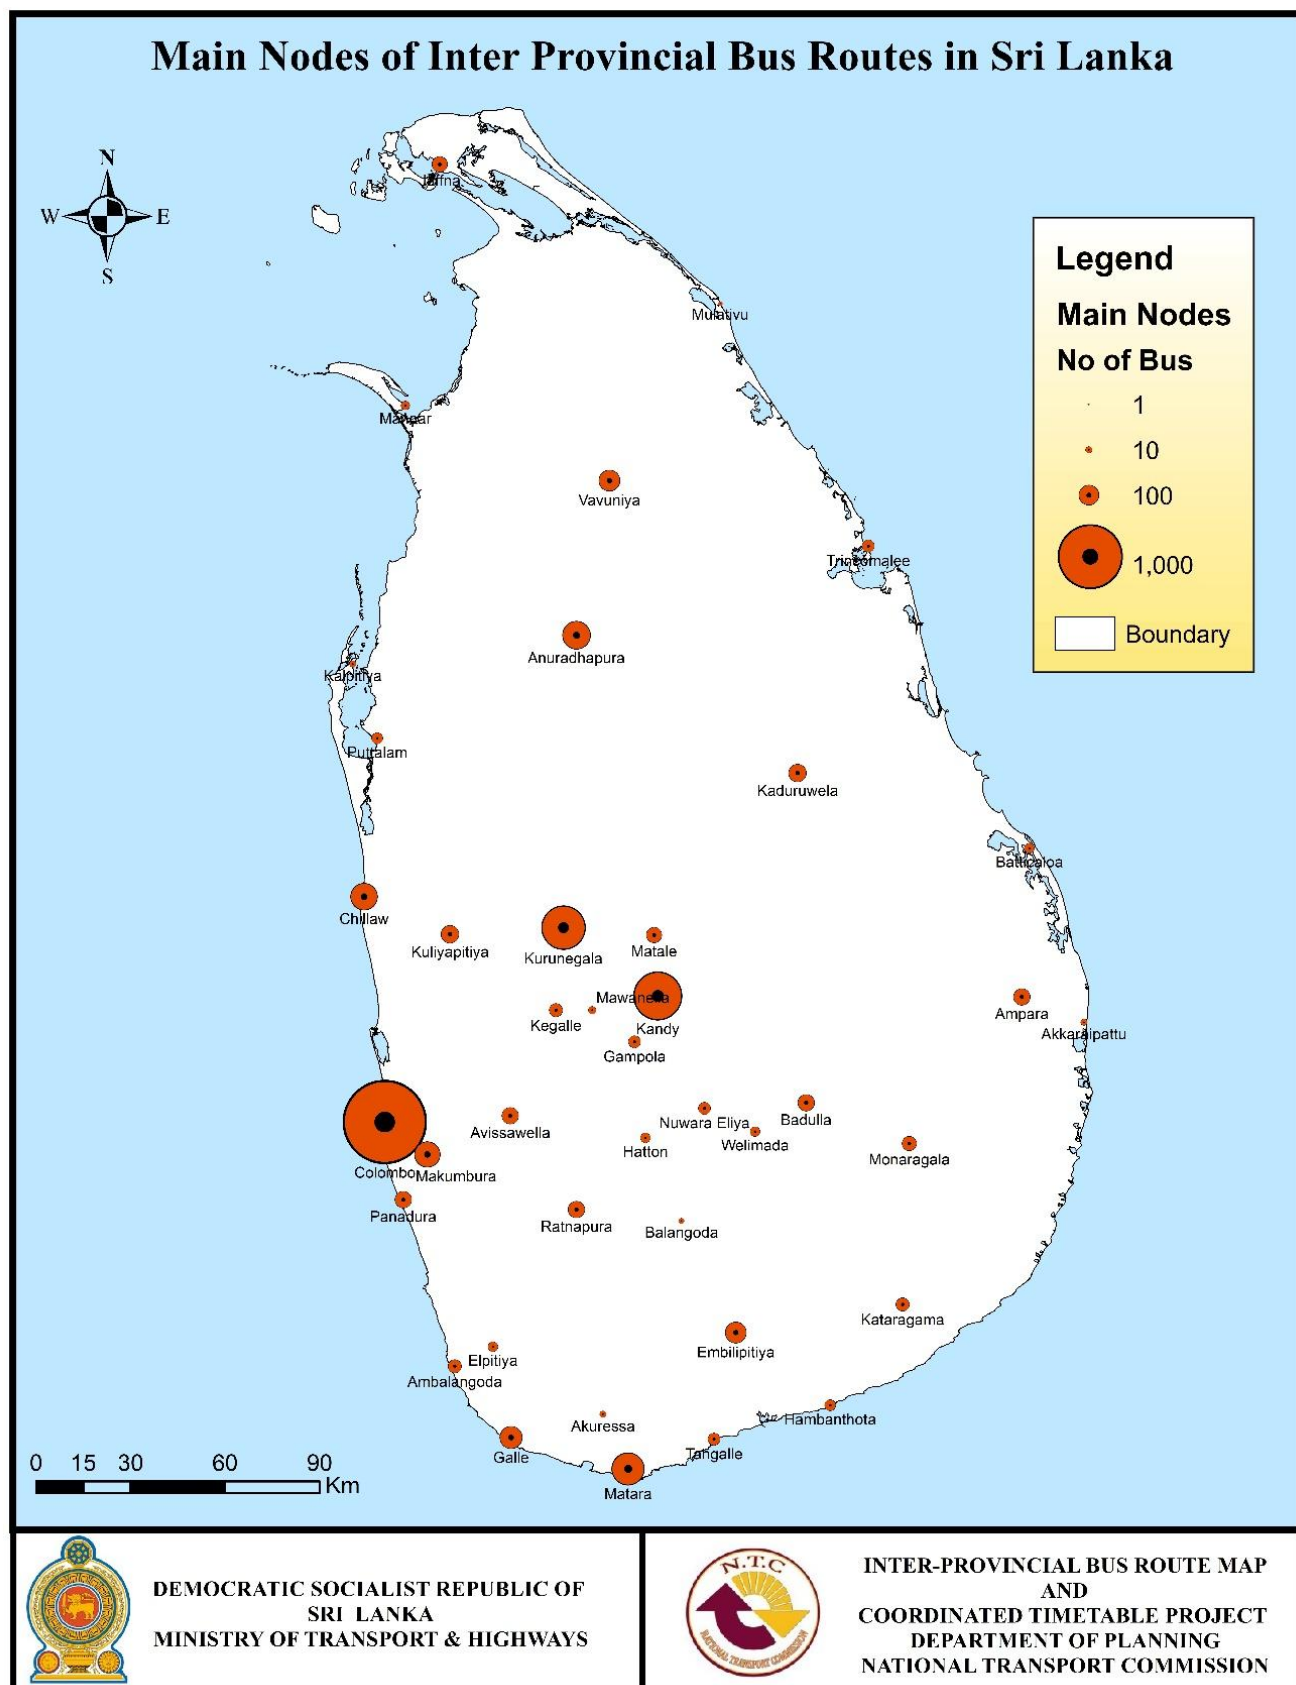 Main Nodes of Inter Provincial Bus Routes in Sri Lanka
N
W
E
S
Jaffna
Mulativu
Mannar
Vavuniya
Trincomalee
Anuradhapura
Kalpitiya
Puttalam
Kaduruwela
Batticaloa
Chillaw
Kuliyapitiya
Kurunegala
Matale
Mawanella
Kegalle
Kandy
Gampola
Ampara
Akkaraipattu
Colombo
Makumbura
Avissawella
Nuwara Eliya
Hatton
Welimada
Badulla
Monaragala
Panadura
Ratnapura
Balangoda
Kataragama
Embilipitiya
Elpitiya
Ambalangoda
Akuressa
Hambanthota
Galle
Tangalle
Matara
Legend
Main Nodes
No of Bus
1
10
100
1,000
Boundary
0 15 30 60 90
Km
DEMOCRATIC SOCIALIST REPUBLIC OF
SRI LANKA
MINISTRY OF TRANSPORT & HIGHWAYS
N.T.C
NATIONAL TRANSPORT COMMISSION
INTER-PROVINCIAL BUS ROUTE MAP
AND
COORDINATED TIMETABLE PROJECT
DEPARTMENT OF PLANNING
NATIONAL TRANSPORT COMMISSION